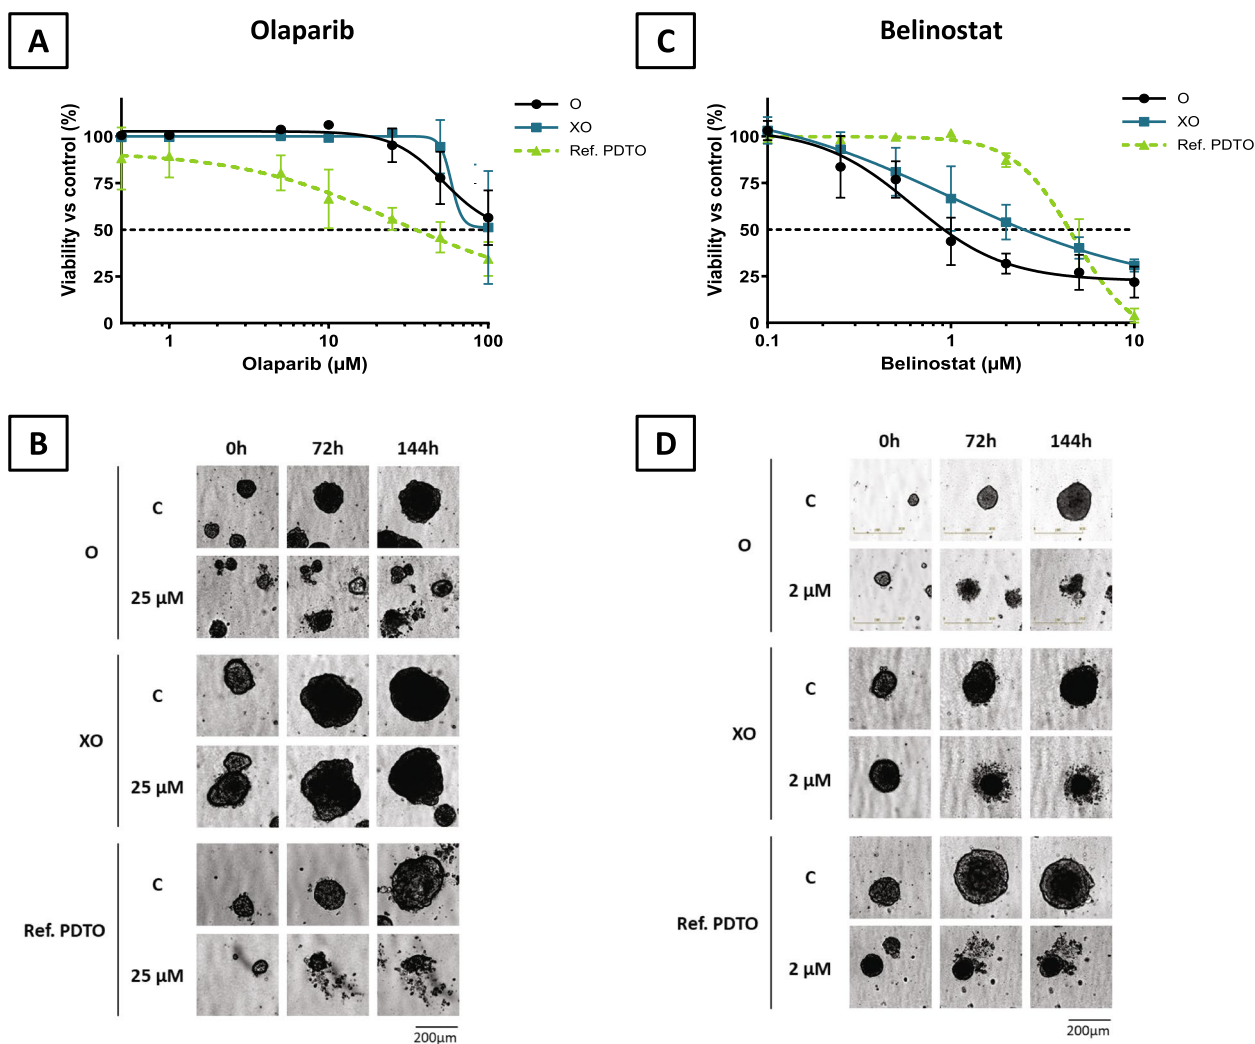 A
Olaparib
Viability vs control (%)
100
75
50
25
0
1
10
100
Olaparib (µM)
O
XO
Ref. PDTO
C
Belinostat
Viability vs control (%)
100
75
50
25
0
0.1
1
10
Belinostat (µM)
O
XO
Ref. PDTO
B
0h
72h
144h
O
C
25 µM
XO
C
25 µM
Ref. PDTO
C
25 µM
200µm
D
0h
72h
144h
O
C
2 µM
XO
C
2 µM
Ref. PDTO
C
2 µM
200µm